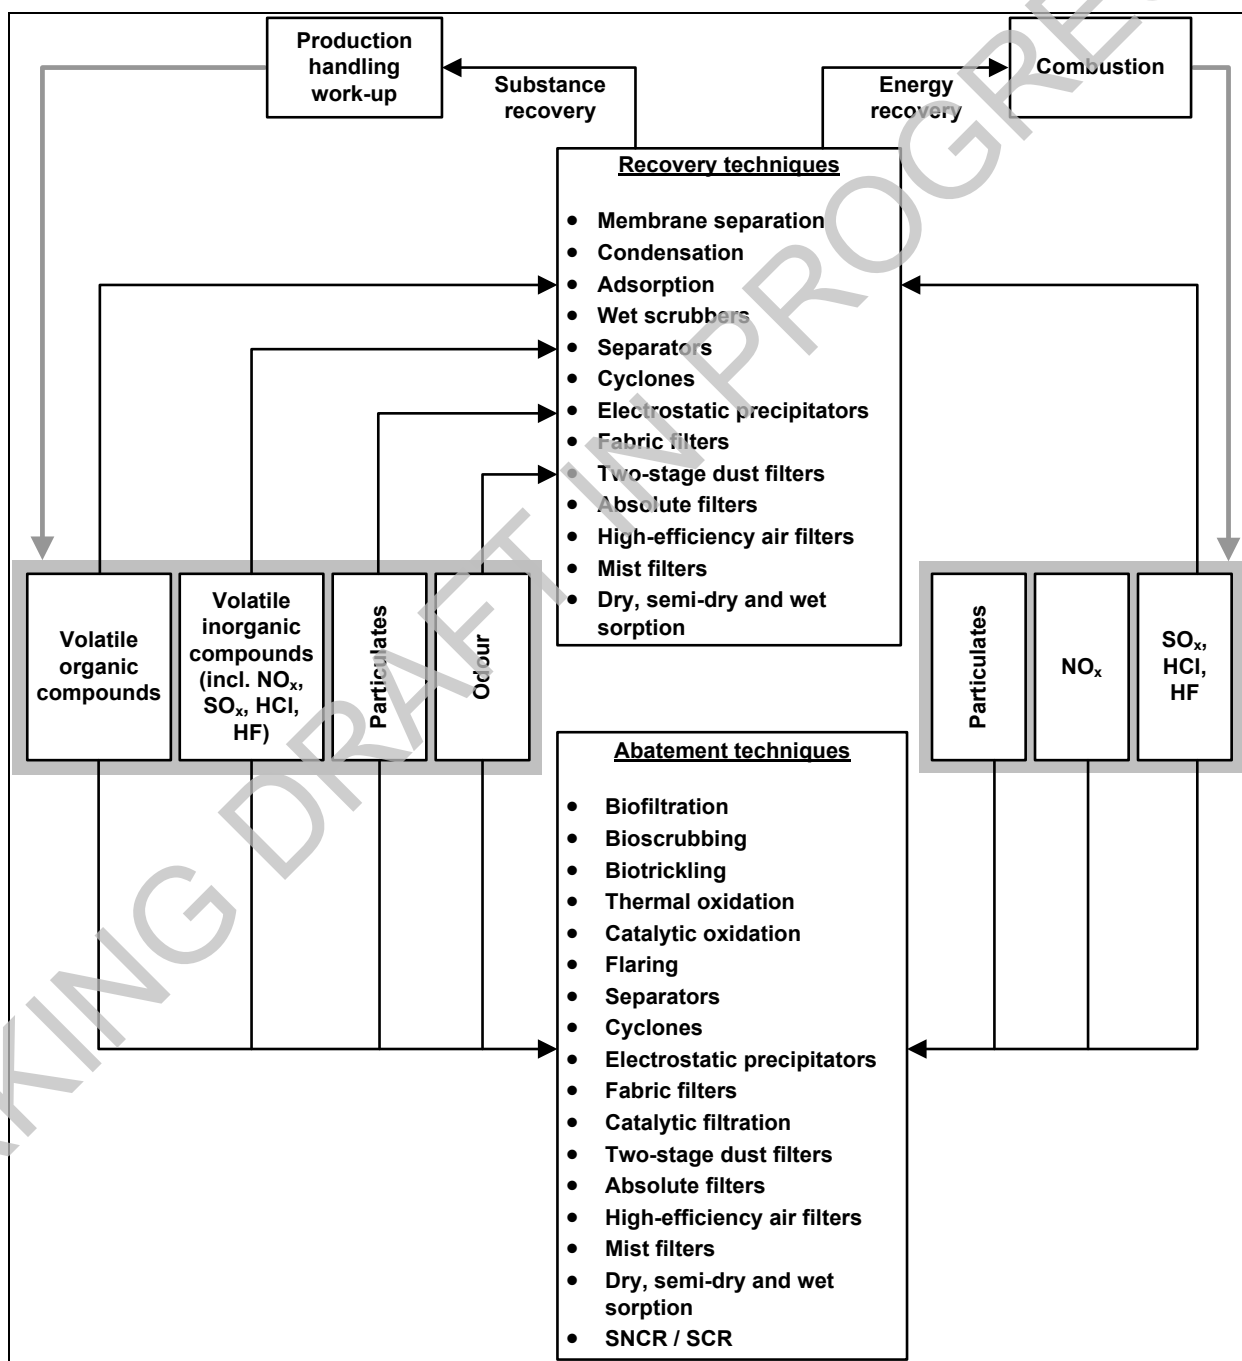 Production
handling
work-up
Substance
recovery
Energy
recovery
Combustion
Recovery techniques
• Membrane separation
• Condensation
• Adsorption
• Wet scrubbers
• Separators
• Cyclones
• Electrostatic precipitators
• Fabric filters
• Two-stage dust filters
• Absolute filters
• High-efficiency air filters
• Mist filters
• Dry, semi-dry and wet
sorption
Volatile
organic
compounds
Volatile
inorganic
compounds
(incl. NOₓ,
SOₓ, HCl,
HF)
Particulates
Odour
Particulates
NOₓ
SOₓ,
HCl,
HF
Abatement techniques
• Biofiltration
• Bioscrubbing
• Biotrickling
• Thermal oxidation
• Catalytic oxidation
• Flaring
• Separators
• Cyclones
• Electrostatic precipitators
• Fabric filters
• Catalytic filtration
• Two-stage dust filters
• Absolute filters
• High-efficiency air filters
• Mist filters
• Dry, semi-dry and wet
sorption
• SNCR / SCR
KING DRAFT IN PROGRE